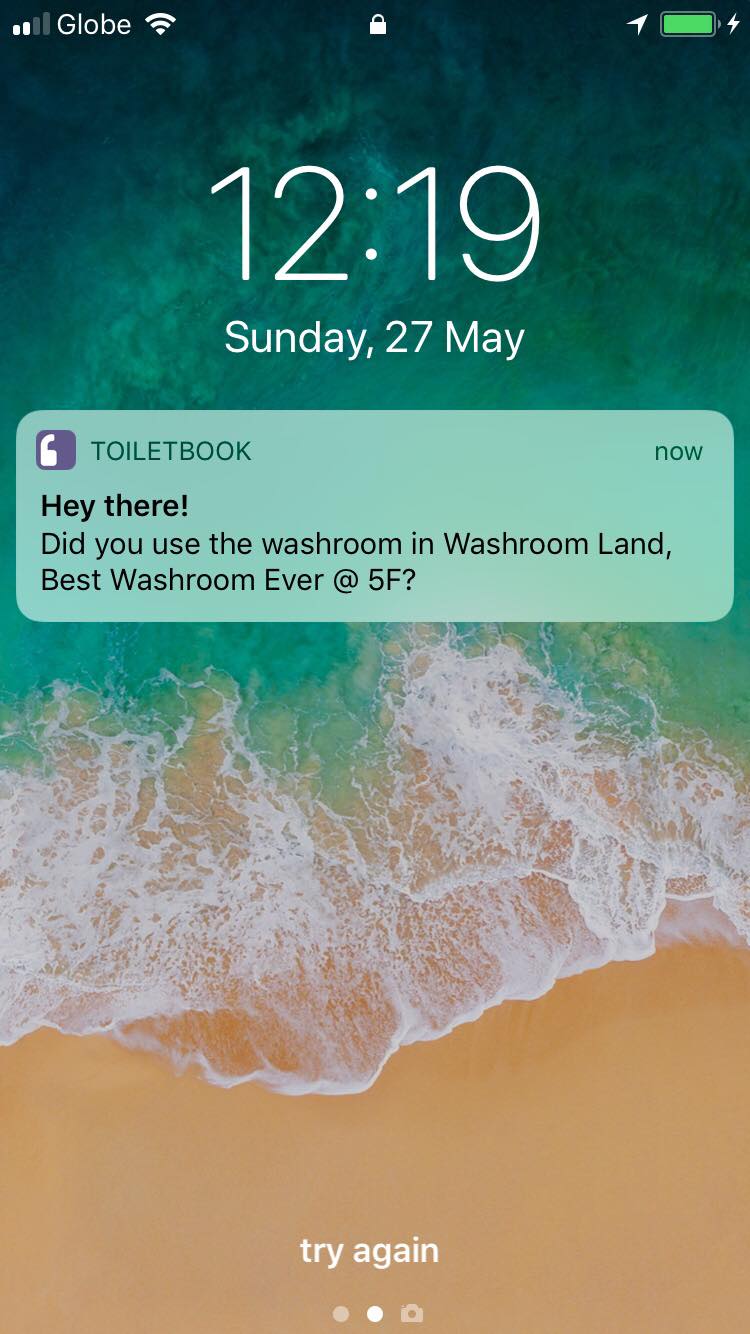 Globe
12:19
Sunday, 27 May
TOILETBOOK now
Hey there!
Did you use the washroom in Washroom Land,
Best Washroom Ever @ 5F?
try again